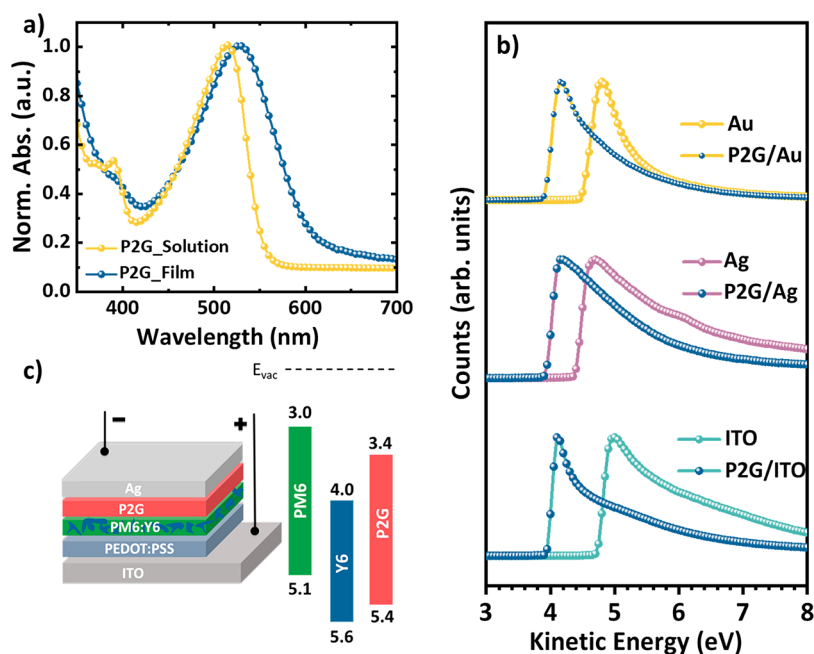 a)
Norm. Abs. (a.u.)
1.0
0.8
0.6
0.4
0.2
0.0
P2G_Solution
P2G_Film
400
500
600
700
Wavelength (nm)
b)
Counts (arb. units)
Au
P2G/Au
Ag
P2G/Ag
ITO
P2G/ITO
3
4
5
6
7
8
Kinetic Energy (eV)
c)
Evac
−
+
Ag
P2G
PM6:Y6
PEDOT:PSS
ITO
3.0
PM6
5.1
4.0
Y6
5.6
3.4
P2G
5.4